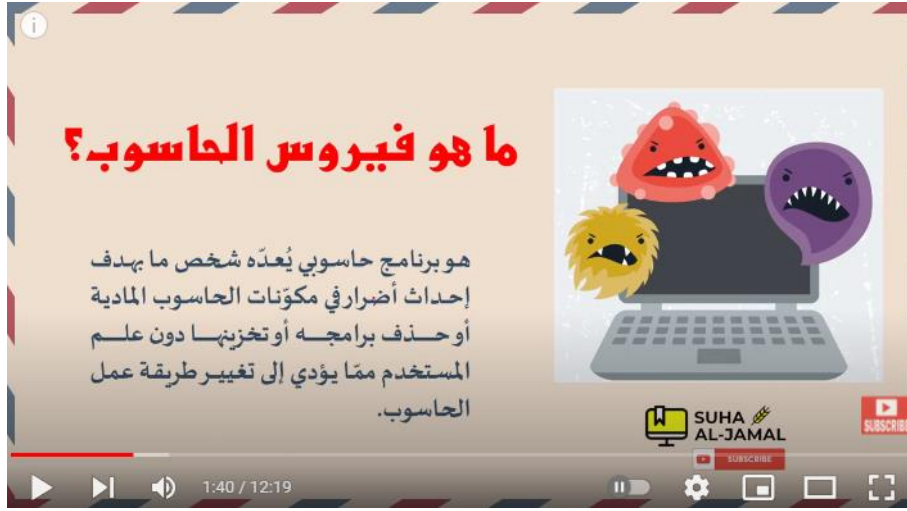 ما هو فيروس الحاسوب؟
هو برنامج حاسوبي يُعدّه شخص ما بهدف
إحداث أضرار في مكوّنات الحاسوب المادية
أو حذف برامجه أو تخزينها دون علم
المستخدم ممّا يؤدي إلى تغيير طريقة عمل
الحاسوب.
SUHA
AL-JAMAL
SUBSCRIBE
SUBSCRIBE
1:40 / 12:19